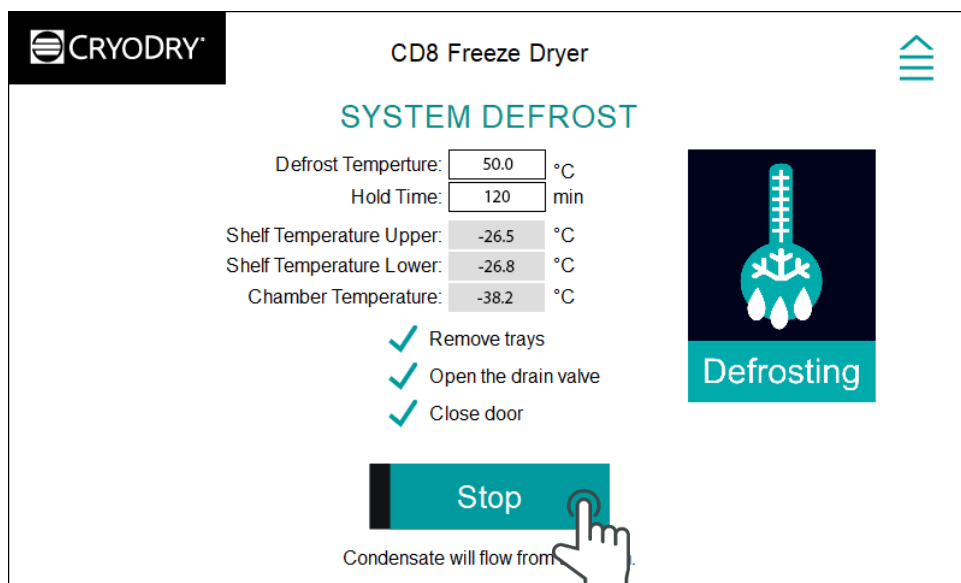 CRYODRY
CD8 Freeze Dryer
SYSTEM DEFROST
Defrost Temperture: 50.0 °C
Hold Time: 120 min
Shelf Temperature Upper: -26.5 °C
Shelf Temperature Lower: -26.8 °C
Chamber Temperature: -38.2 °C
Remove trays
Open the drain valve
Close door
Defrosting
Stop
Condensate will flow from